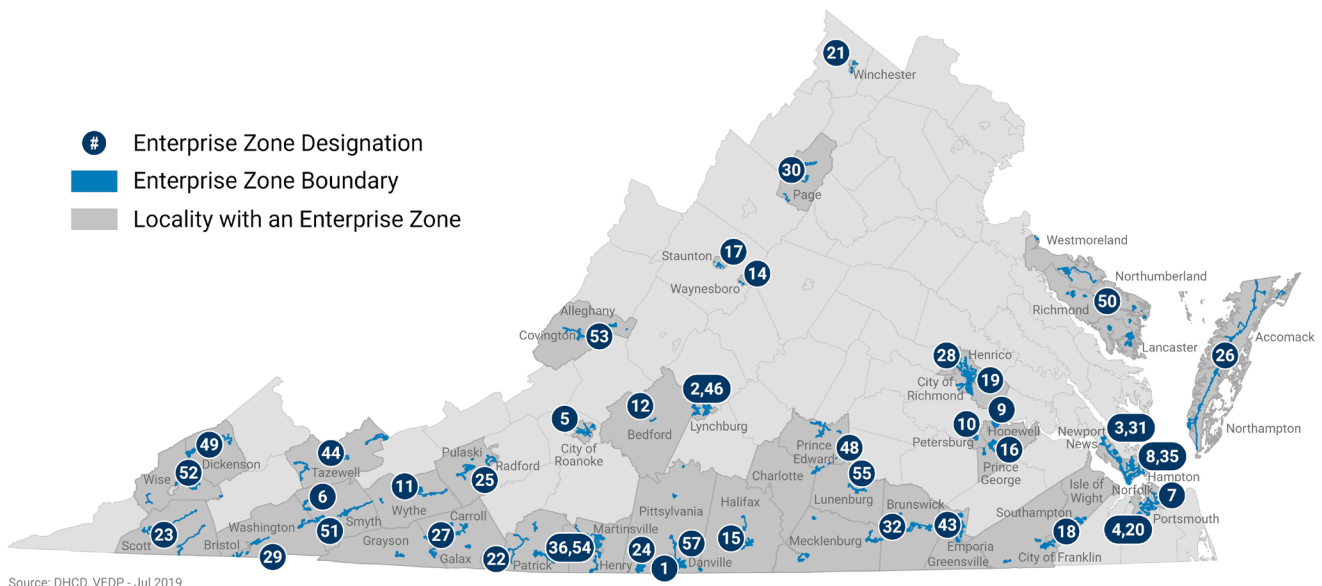 21
Winchester
# Enterprise Zone Designation
Enterprise Zone Boundary
Locality with an Enterprise Zone
30
Page
Westmoreland
Staunton
17
14
Waynesboro
Northumberland
50
Richmond
Lancaster
Alleghany
Covington
53
Accomack
26
Northampton
28
Henrico
City of
Richmond
19
12
Bedford
2,46
Lynchburg
5
City of
Roanoke
9
10
Hopewell
Petersburg
16
Prince
George
Newport
News
3,31
8,35
Hampton
Norfolk
7
Portsmouth
4,20
49
Dickenson
52
Wise
44
Tazewell
Pulaski
Radford
25
Prince
Edward
48
Charlotte
55
Lunenburg
6
11
Wythe
Washington
Smyth
51
Carroll
Pittsylvania
Halifax
Brunswick
Isle of
Wight
Southampton
23
Scott
Bristol
29
Grayson
27
Galax
22
Patrick
36,54
Martinsville
Henry
24
1
57
Danville
15
Mecklenburg
32
43
Emporia
Greensville
18
City of Franklin
Source: DHCD, VEDP - Jul 2019